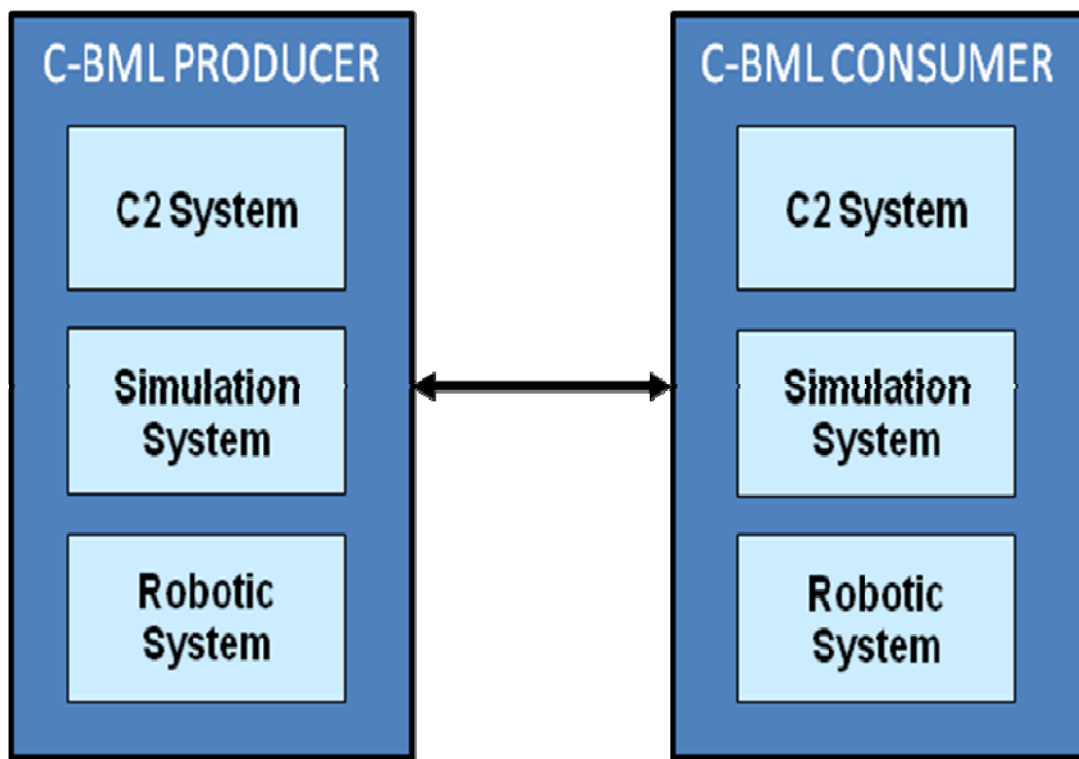 C-BML PRODUCER
C2 System
Simulation
System
Robotic
System
C-BML CONSUMER
C2 System
Simulation
System
Robotic
System